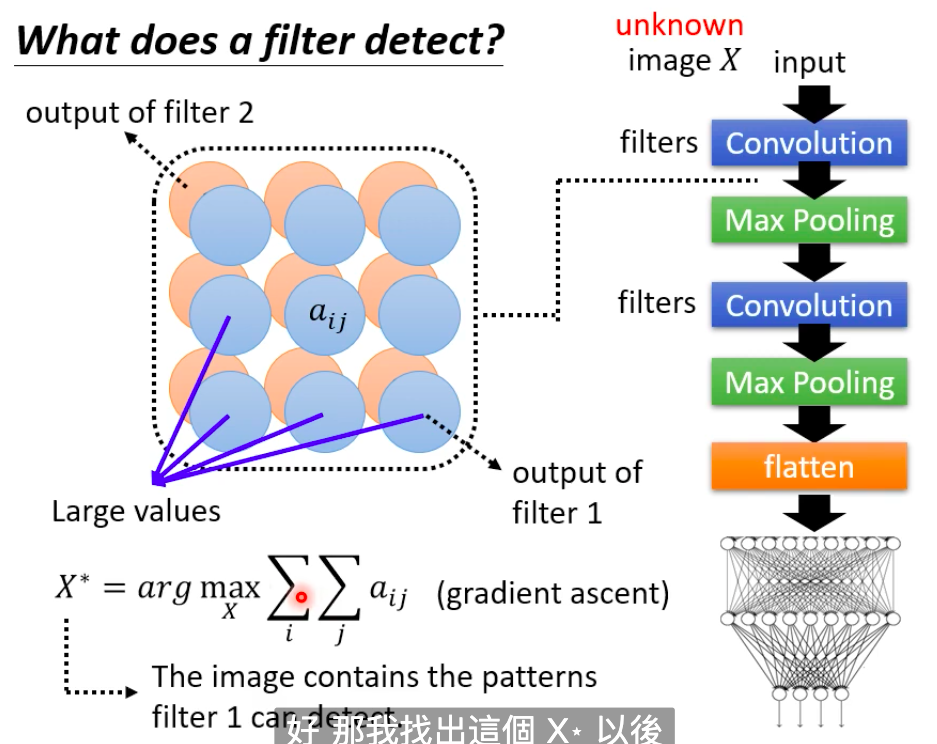 What does a filter detect?
unknown
image X
input
output of filter 2
filters
Convolution
Max Pooling
a_{ij}
filters
Convolution
Max Pooling
flatten
output of
filter 1
Large values
X* = arg max_X ∑_i ∑_j a_{ij} (gradient ascent)
The image contains the patterns
filter 1 can detect.
好 那我找出這個 X⋆ 以後